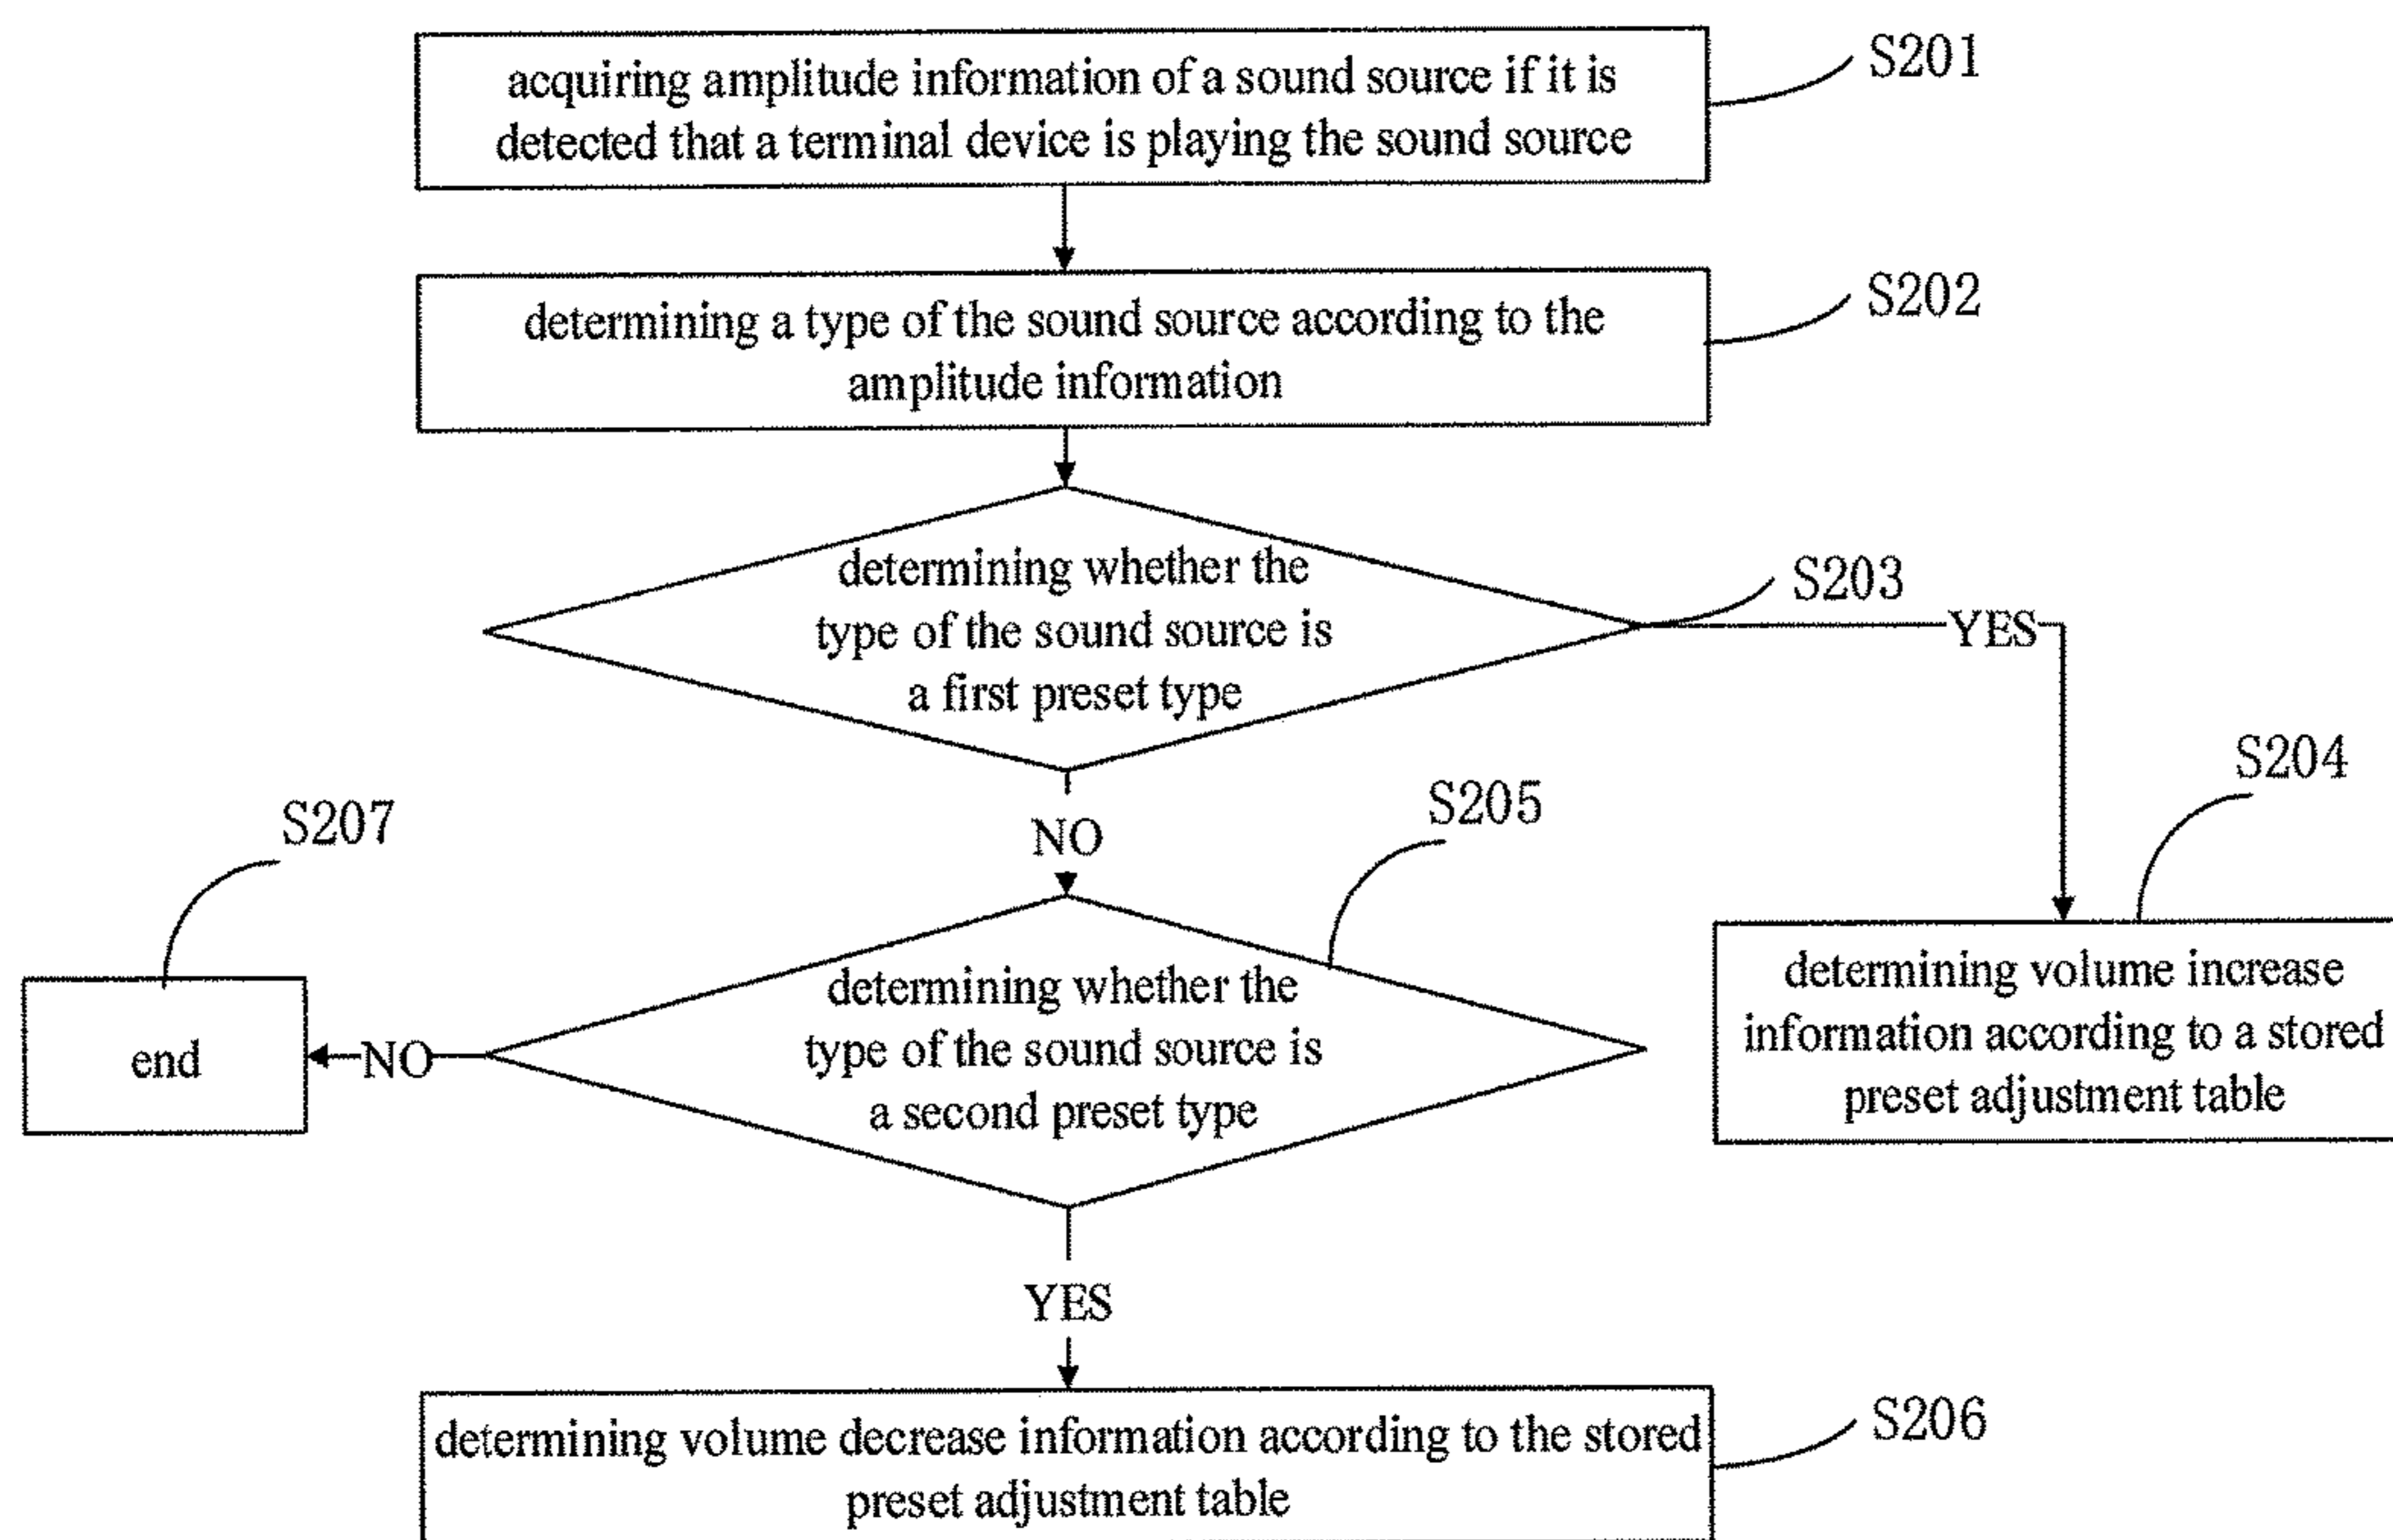 acquiring amplitude information of a sound source if it is
detected that a terminal device is playing the sound source
S201
determining a type of the sound source according to the
amplitude information
S202
determining whether the
type of the sound source is
a first preset type
S203
YES
NO
S204
determining volume increase
information according to a stored
preset adjustment table
S205
determining whether the
type of the sound source is
a second preset type
NO
S207
end
YES
determining volume decrease information according to the stored
preset adjustment table
S206